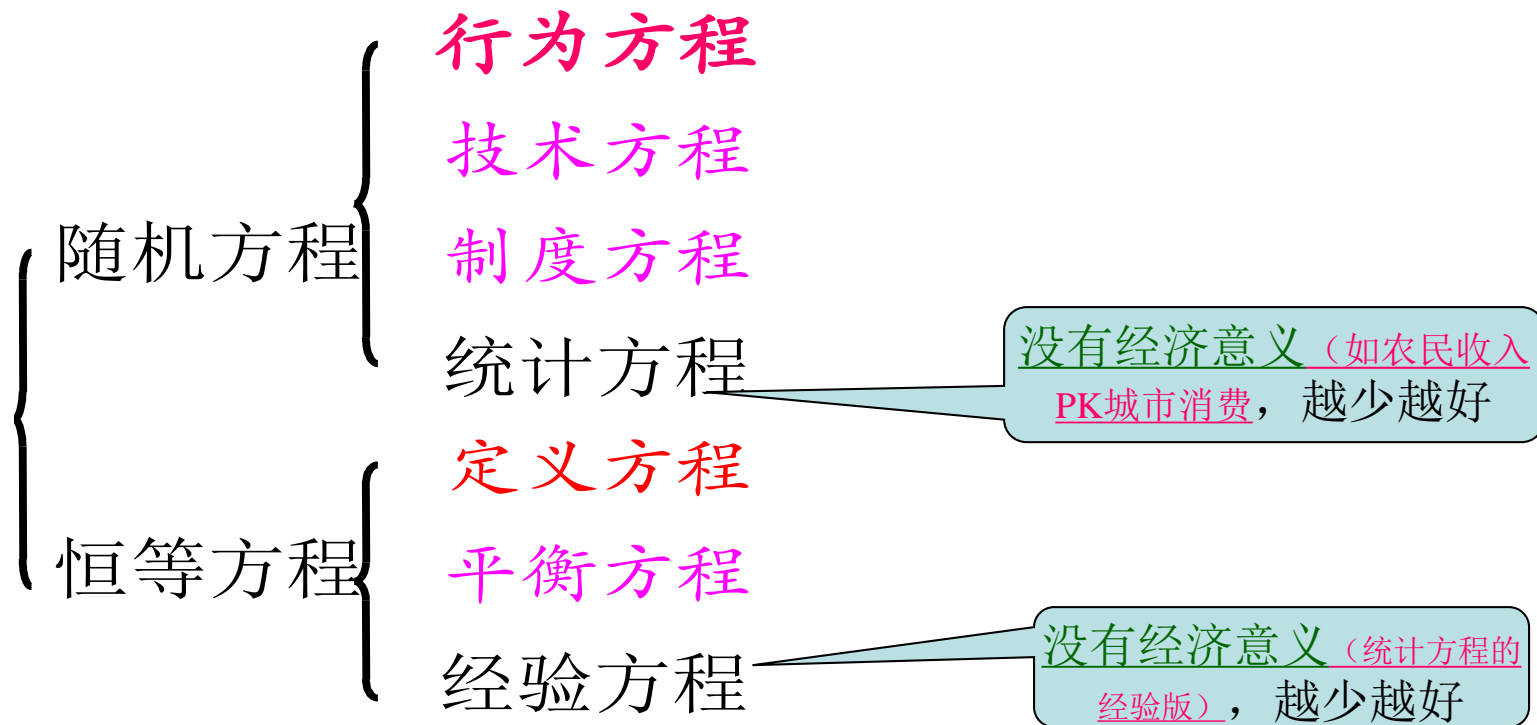 行为方程
技术方程
随机方程
制度方程
统计方程
没有经济意义（如农民收入
PK城市消费，越少越好
定义方程
恒等方程
平衡方程
经验方程
没有经济意义（统计方程的
经验版），越少越好